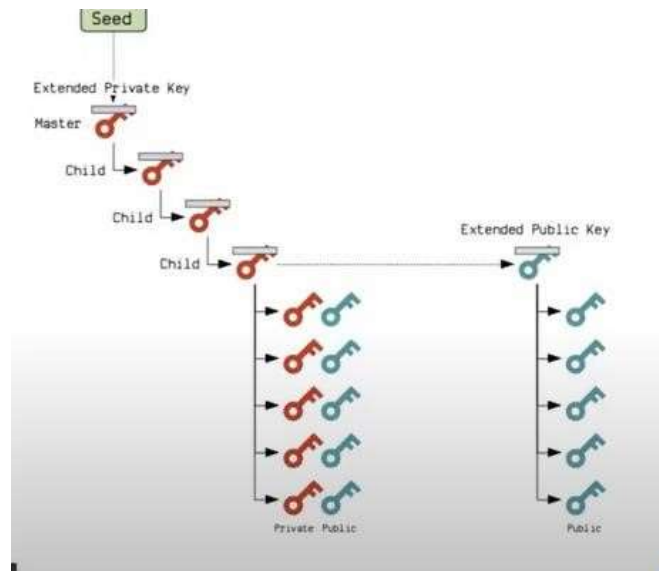 Seed
Extended Private Key
Master
Child
Child
Extended Public Key
Child
Private Public
Public